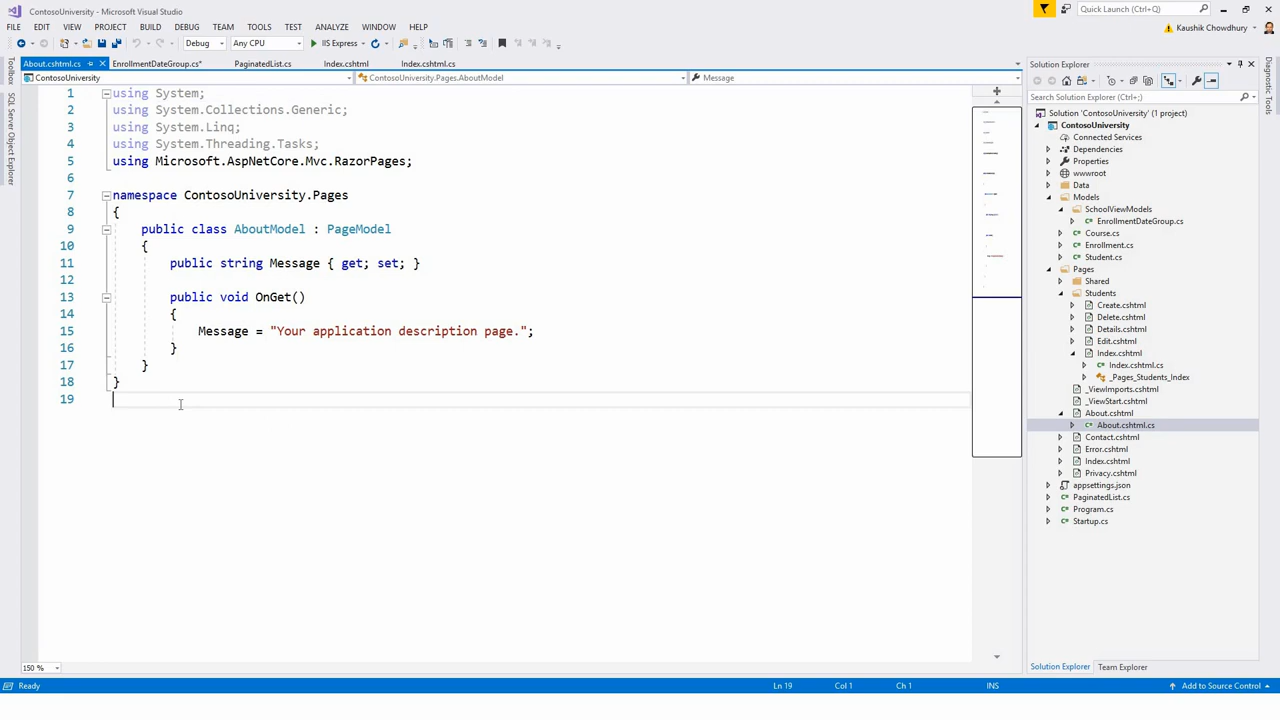 ContosoUniversity - Microsoft Visual Studio
Quick Launch (Ctrl+Q)
FILE EDIT VIEW PROJECT BUILD DEBUG TEAM TOOLS TEST ANALYZE WINDOW HELP
Kaushik Chowdhury
Debug Any CPU IIS Express
About.cshtml.cs EnrollmentDateGroup.cs* PaginatedList.cs Index.cshtml Index.cshtml.cs
ContosoUniversity ContosoUniversity.Pages.AboutModel Message
Toolbox
SQL Server Object Explorer
1 using System;
2 using System.Collections.Generic;
3 using System.Linq;
4 using System.Threading.Tasks;
5 using Microsoft.AspNetCore.Mvc.RazorPages;
6
7 namespace ContosoUniversity.Pages
8 {
9 public class AboutModel : PageModel
10 {
11 public string Message { get; set; }
12
13 public void OnGet()
14 {
15 Message = "Your application description page.";
16 }
17 }
18 }
19
150 %
Solution Explorer
Search Solution Explorer (Ctrl+;)
Solution 'ContosoUniversity' (1 project)
ContosoUniversity
Connected Services
Dependencies
Properties
wwwroot
Data
Models
SchoolViewModels
EnrollmentDateGroup.cs
Course.cs
Enrollment.cs
Student.cs
Pages
Shared
Students
Create.cshtml
Delete.cshtml
Details.cshtml
Edit.cshtml
Index.cshtml
Index.cshtml.cs
_Pages_Students_Index
_ViewImports.cshtml
_ViewStart.cshtml
About.cshtml
About.cshtml.cs
Contact.cshtml
Error.cshtml
Index.cshtml
Privacy.cshtml
appsettings.json
PaginatedList.cs
Program.cs
Startup.cs
Solution Explorer Team Explorer
Diagnostic Tools
Ready Ln 19 Col 1 Ch 1 INS Add to Source Control